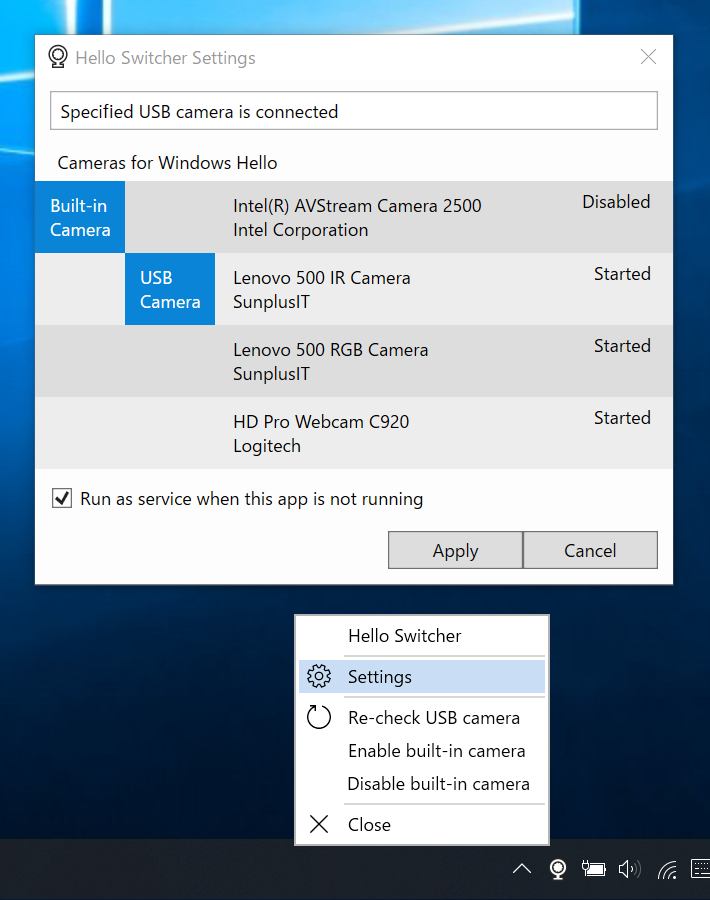 Hello Switcher Settings
Specified USB camera is connected
Cameras for Windows Hello
Built-in
Camera
Intel(R) AVStream Camera 2500
Intel Corporation
Disabled
USB
Camera
Lenovo 500 IR Camera
SunplusIT
Started
Lenovo 500 RGB Camera
SunplusIT
Started
HD Pro Webcam C920
Logitech
Started
Run as service when this app is not running
Apply
Cancel
Hello Switcher
Settings
Re-check USB camera
Enable built-in camera
Disable built-in camera
Close